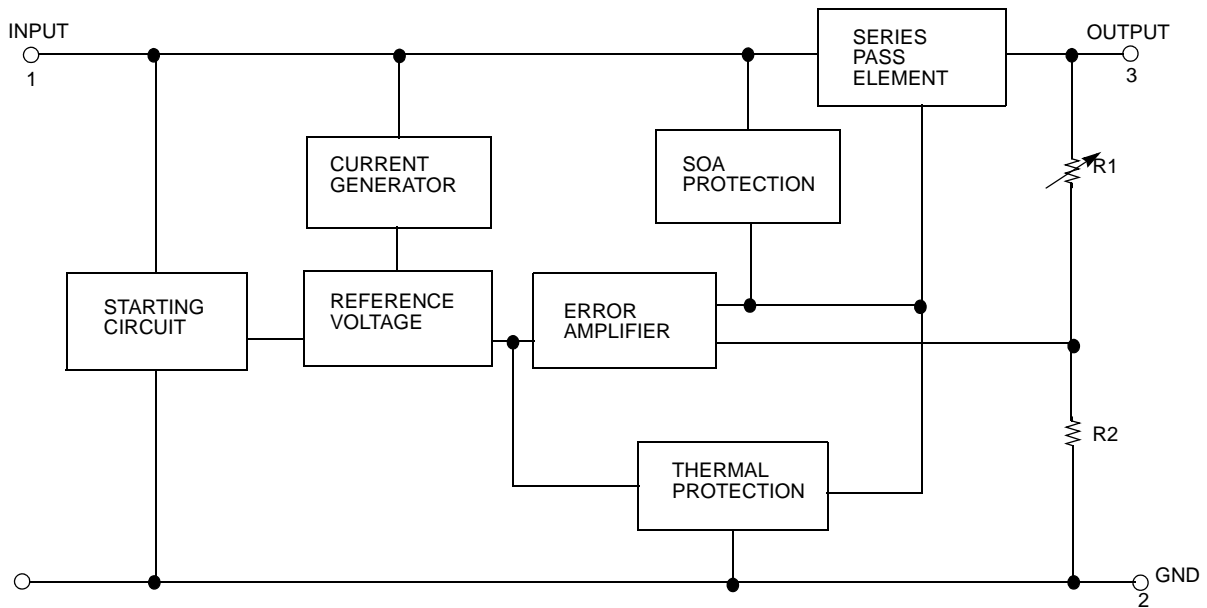 INPUT
1
SERIES
PASS
ELEMENT
OUTPUT
3
CURRENT
GENERATOR
SOA
PROTECTION
R1
STARTING
CIRCUIT
REFERENCE
VOLTAGE
ERROR
AMPLIFIER
R2
THERMAL
PROTECTION
GND
2